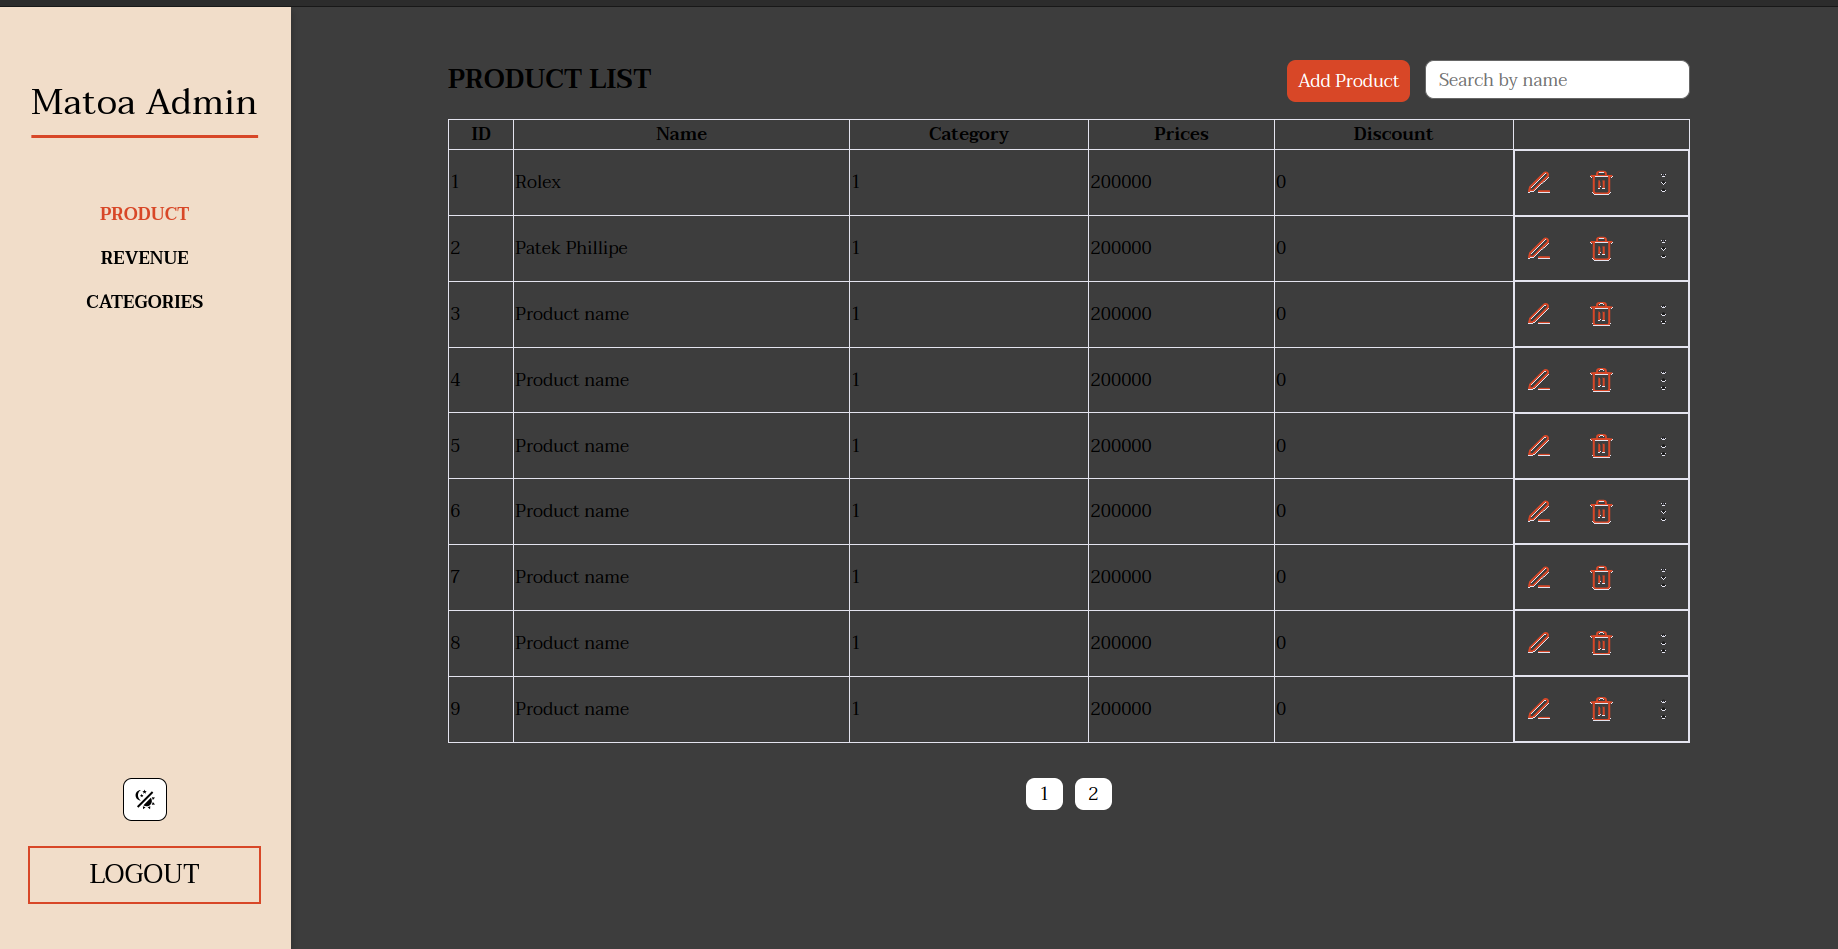 Matoa Admin
PRODUCT
REVENUE
CATEGORIES
LOGOUT
PRODUCT LIST
Add Product
Search by name
ID Name Category Prices Discount
1 Rolex 1 200000 0
2 Patek Phillipe 1 200000 0
3 Product name 1 200000 0
4 Product name 1 200000 0
5 Product name 1 200000 0
6 Product name 1 200000 0
7 Product name 1 200000 0
8 Product name 1 200000 0
9 Product name 1 200000 0
1 2